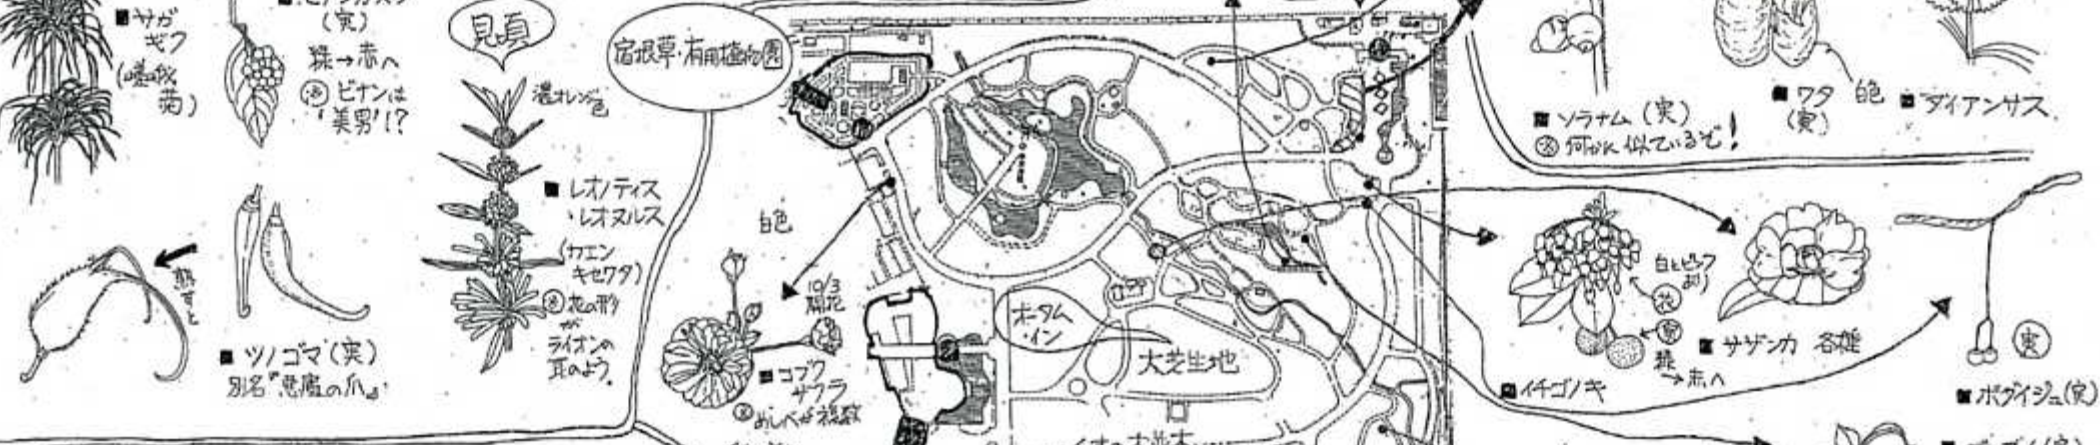 ■サガ
ギク
(嵯峨
菊)
(実)
緑→赤へ
㊟ビナンは
"美男"!?
見頃
濃オレンジ色
■レオノティス
・レオヌルス
(カエン
キセワタ)
㊟花の形
が
ライオンの
耳のよう。
熟すと
■ツノゴマ(実)
別名『悪魔の爪』
宿根草・有用植物園
白色
10/3
開花
■コブク
ザクラ
㊟めしべが複数
ボータム
・イン
大芝生地
■ソラナム(実)
㊟何かに似ているぞ!
■ワタ
(実)
白色
■ダイアンサス
白とピンクあり
花
実
緑
→赤へ
■イチゴノキ
■サザンカ 各種
実
■ボダイジュ(実)